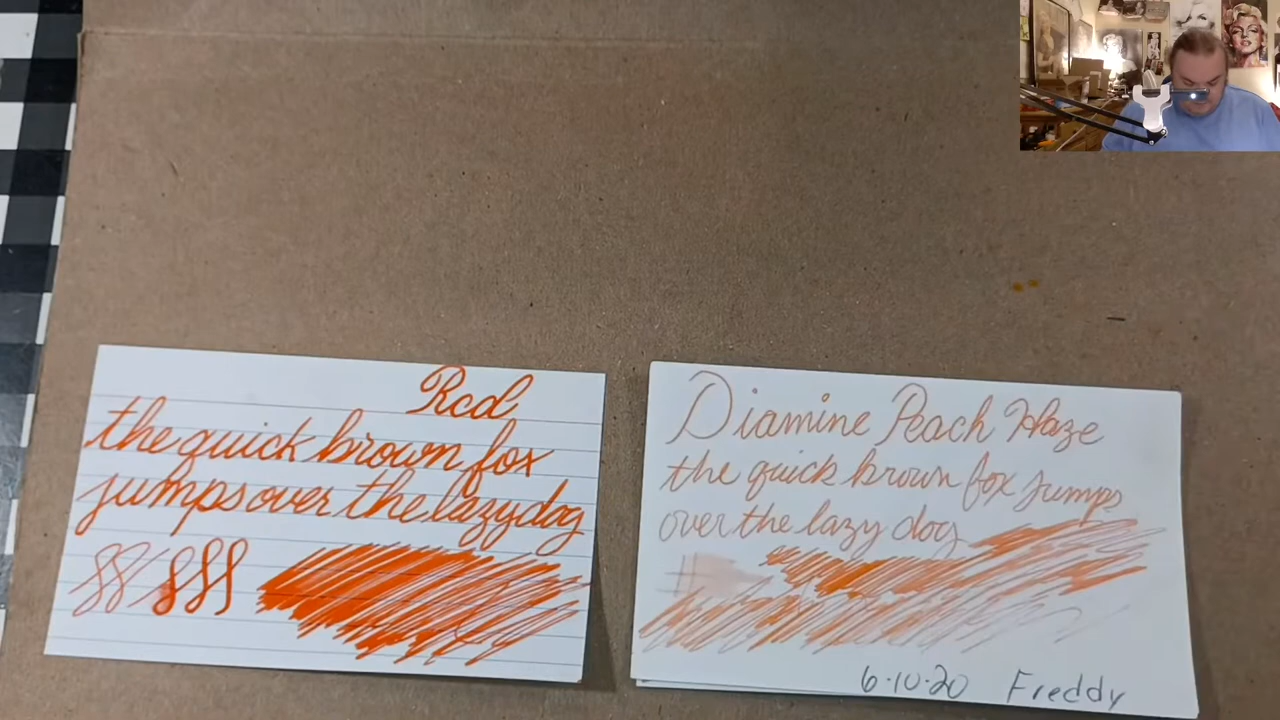 Red
the quick brown fox
jumps over the lazy dog
Diamine Peach Haze
the quick brown fox jumps
over the lazy dog
6-10-20 Freddy